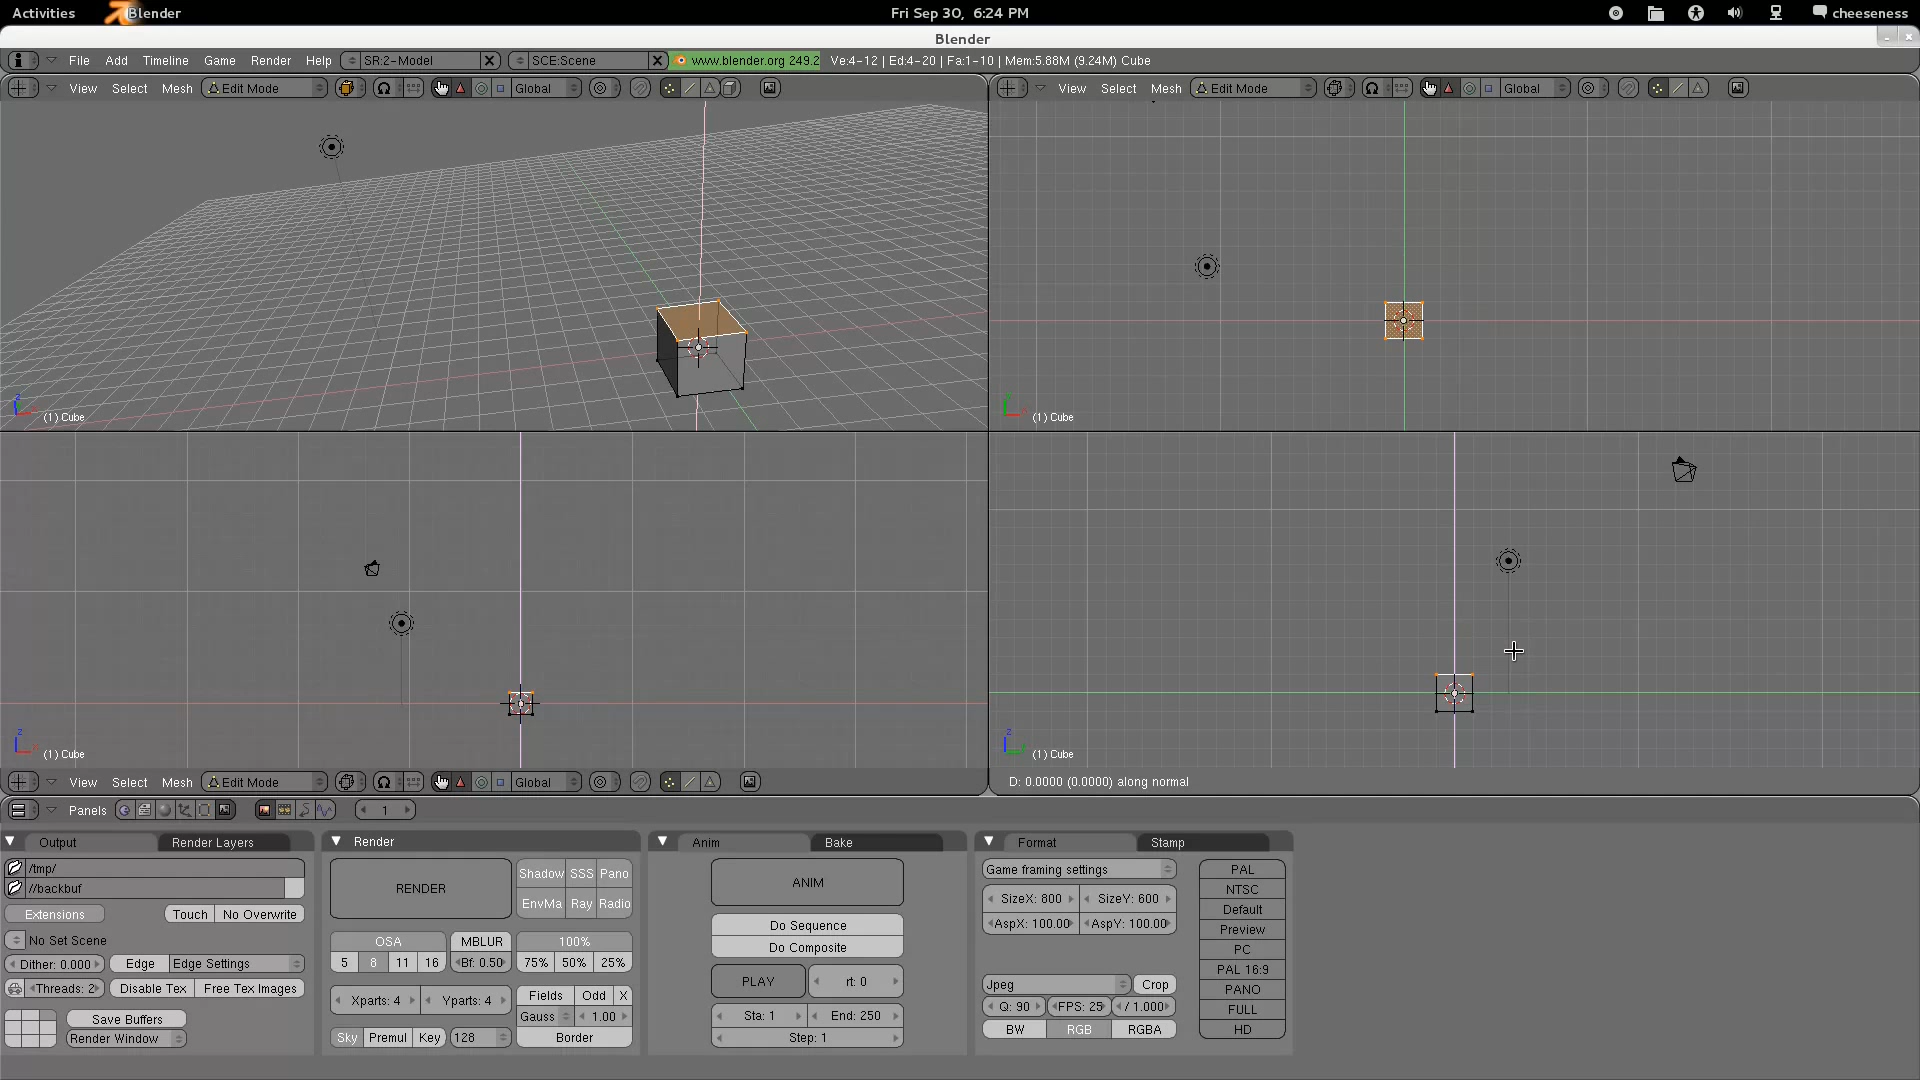 Activities Blender Fri Sep 30, 6:24 PM cheeseness
Blender
File Add Timeline Game Render Help SR:2-Model SCE:Scene www.blender.org 249.2 Ve:4-12 | Ed:4-20 | Fa:1-10 | Mem:5.88M (9.24M) Cube
View Select Mesh Edit Mode Global
View Select Mesh Edit Mode Global
(1) Cube
(1) Cube
(1) Cube
(1) Cube
View Select Mesh Edit Mode Global
D: 0.0000 (0.0000) along normal
Panels 1
Output Render Layers
/tmp/
//backbuf
Extensions Touch No Overwrite
No Set Scene
Dither: 0.000 Edge Edge Settings
Threads: 2 Disable Tex Free Tex Images
Save Buffers
Render Window
Render
RENDER
Shadow SSS Pano
EnvMa Ray Radio
OSA MBLUR 100%
5 8 11 16 Bf: 0.50 75% 50% 25%
Xparts: 4 Yparts: 4 Fields Odd X
Gauss 1.00
Sky Premul Key 128 Border
Anim Bake
ANIM
Do Sequence
Do Composite
PLAY rt: 0
Sta: 1 End: 250
Step: 1
Format Stamp
Game framing settings
SizeX: 800 SizeY: 600
AspX: 100.00 AspY: 100.00
Jpeg Crop
Q: 90 FPS: 25 / 1.000
BW RGB RGBA
PAL
NTSC
Default
Preview
PC
PAL 16:9
PANO
FULL
HD